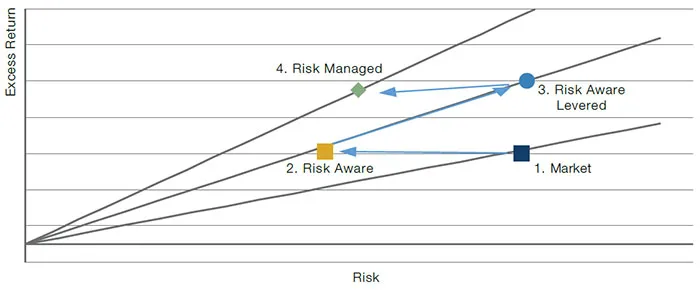 Excess Return
4. Risk Managed
3. Risk Aware
Levered
2. Risk Aware
1. Market
Risk